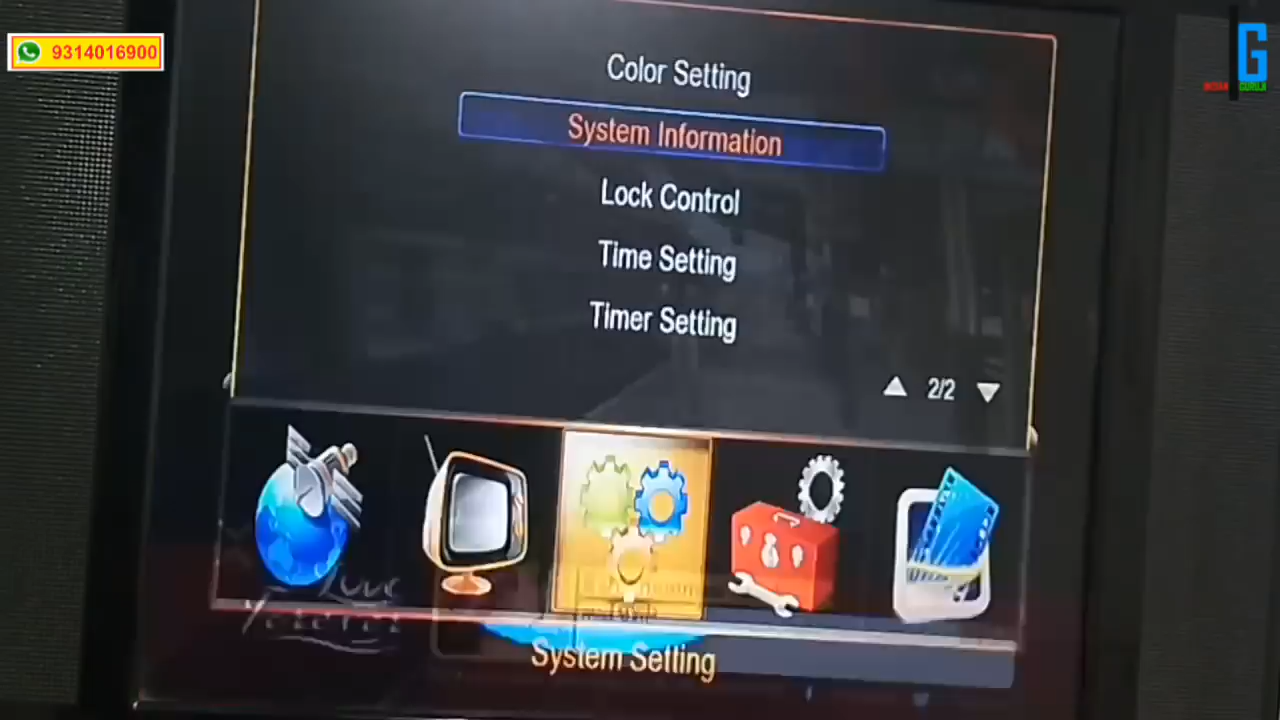 9314016900
Color Setting
System Information
Lock Control
Time Setting
Timer Setting
2/2
System Setting